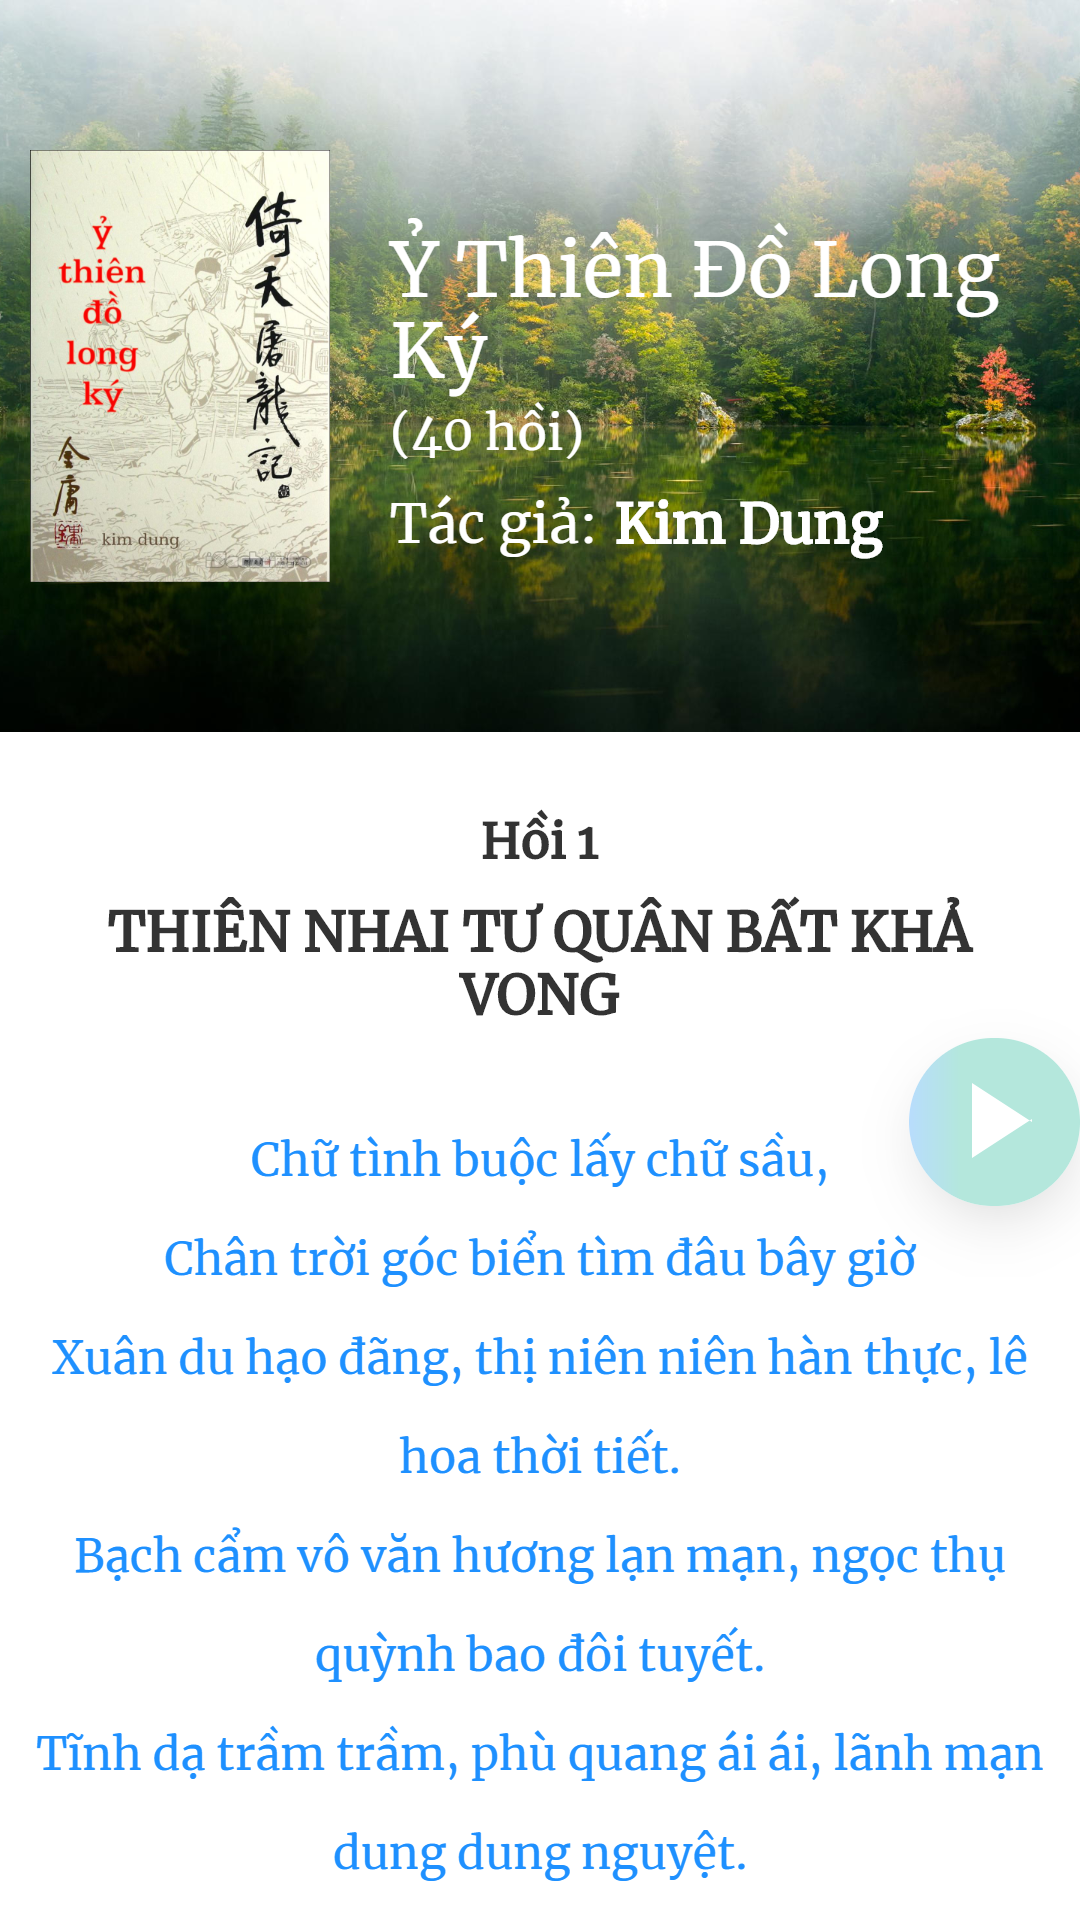 倚天屠龍記
ỷ
thiên
đồ
long
ký
金庸
kim dung
Ỷ Thiên Đồ Long
Ký
(40 hồi)
Tác giả: Kim Dung
Hồi 1
THIÊN NHAI TƯ QUÂN BẤT KHẢ
VONG
Chữ tình buộc lấy chữ sầu,
Chân trời góc biển tìm đâu bây giờ
Xuân du hạo đãng, thị niên niên hàn thực, lê
hoa thời tiết.
Bạch cẩm vô văn hương lạn mạn, ngọc thụ
quỳnh bao đôi tuyết.
Tĩnh dạ trầm trầm, phù quang ái ái, lãnh mạn
dung dung nguyệt.